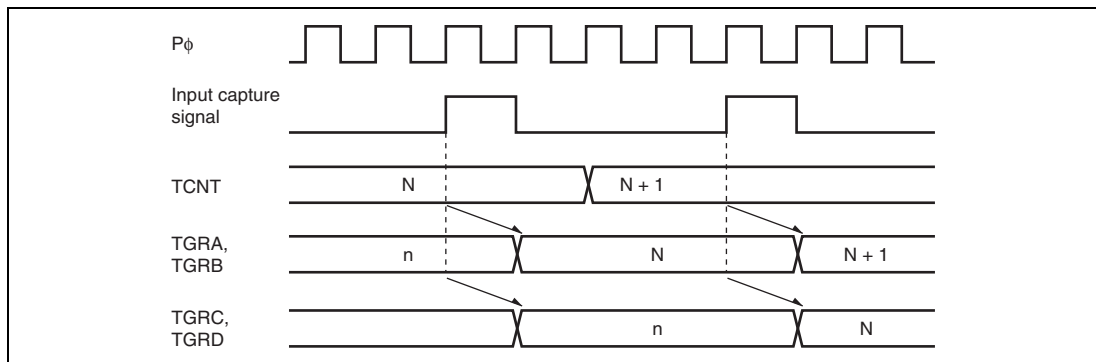 Pϕ
Input capture
signal
TCNT
N
N + 1
TGRA,
TGRB
n
N
N + 1
TGRC,
TGRD
n
N